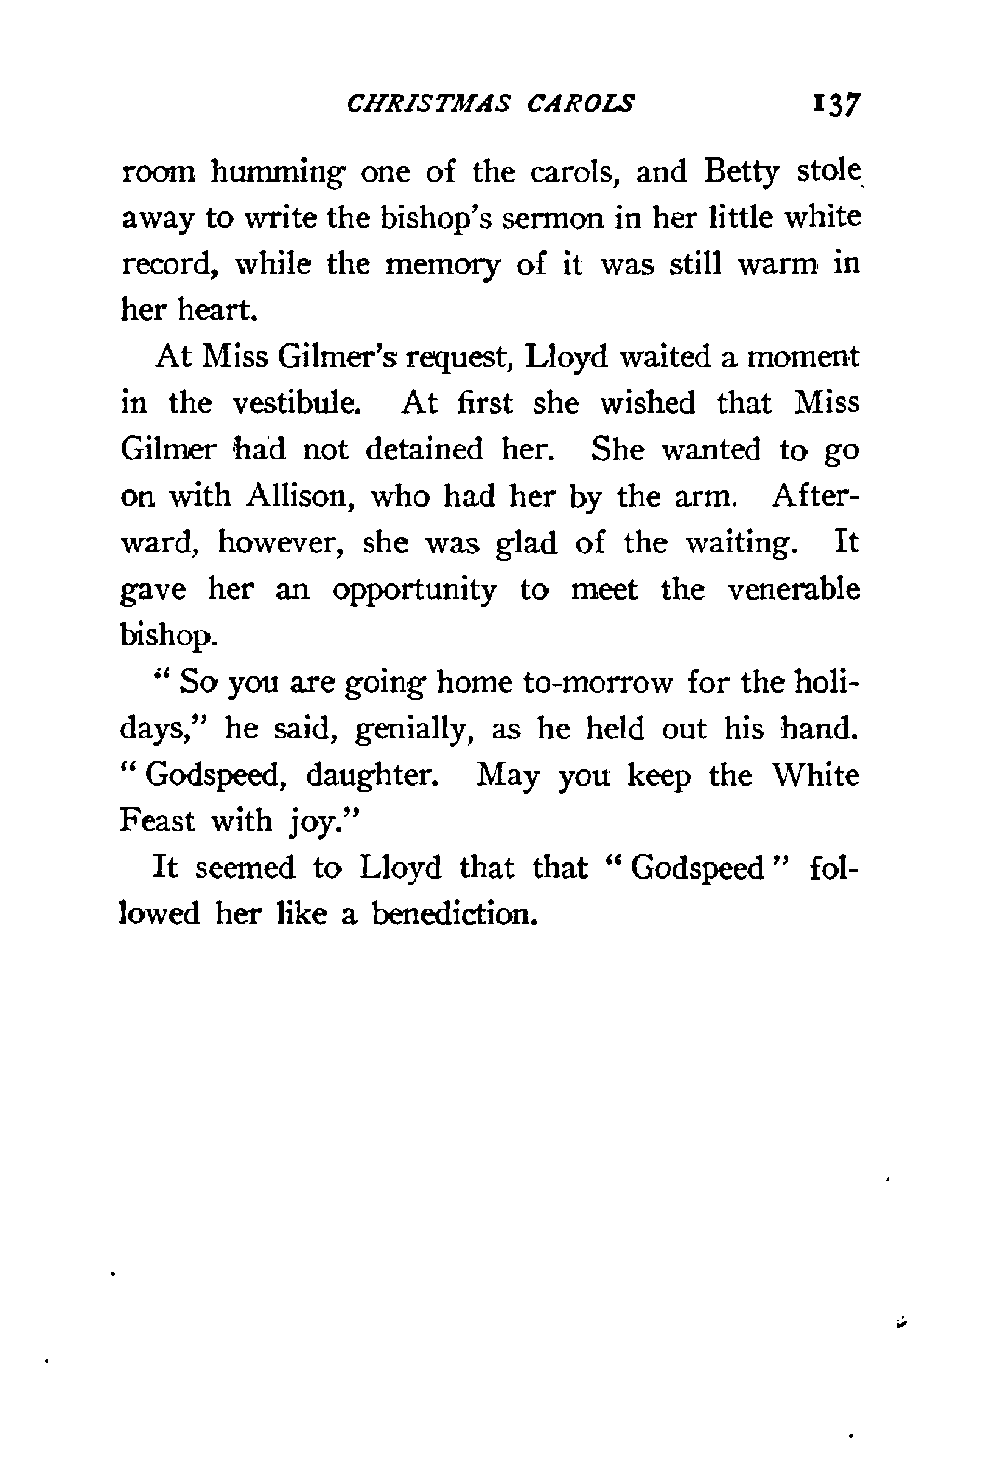 CHRISTMAS CAROLS 137
room humming one of the carols, and Betty stole
away to write the bishop's sermon in her little white
record, while the memory of it was still warm in
her heart.
At Miss Gilmer's request, Lloyd waited a moment
in the vestibule. At first she wished that Miss
Gilmer had not detained her. She wanted to go
on with Allison, who had her by the arm. After-
ward, however, she was glad of the waiting. It
gave her an opportunity to meet the venerable
bishop.
" So you are going home to-morrow for the holi-
days," he said, genially, as he held out his hand.
" Godspeed, daughter. May you keep the White
Feast with joy."
It seemed to Lloyd that that " Godspeed " fol-
lowed her like a benediction.